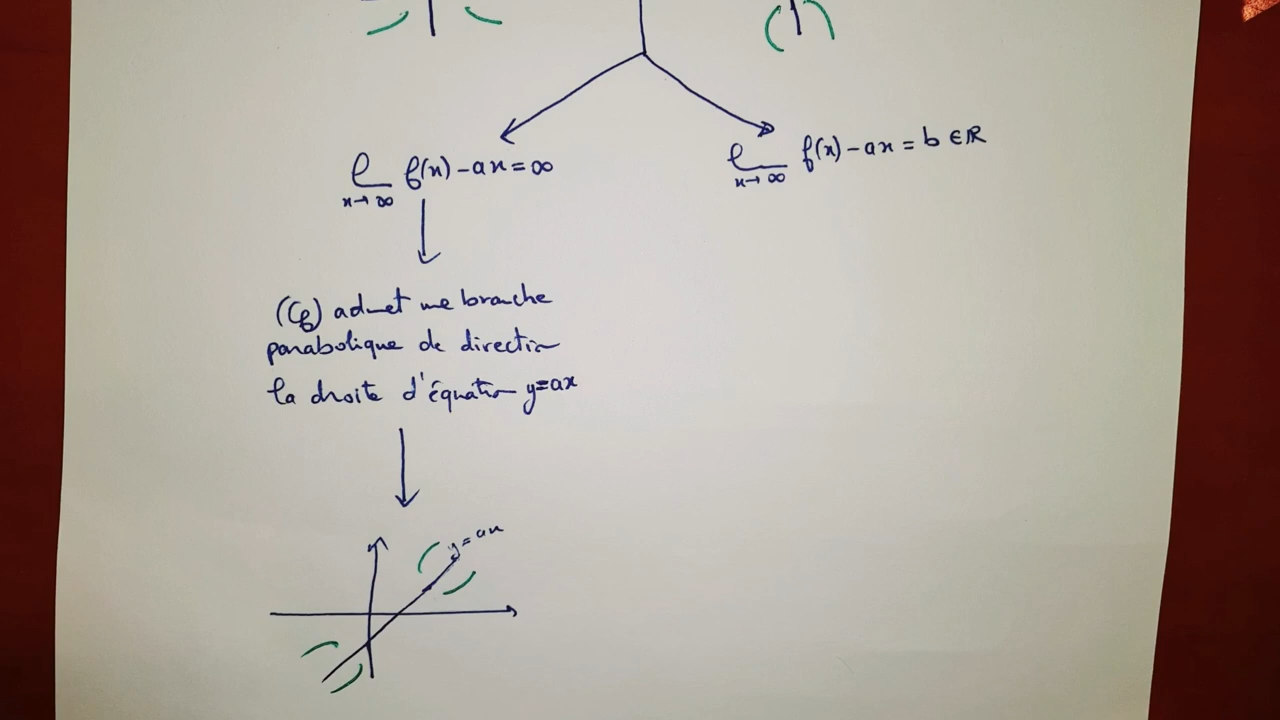 lim f(x) - ax = ∞
x→∞
lim f(x) - ax = b ∈ ℝ
x→∞
(Cf) admet une branche
parabolique de direction
la droite d'équation y=ax
y=ax